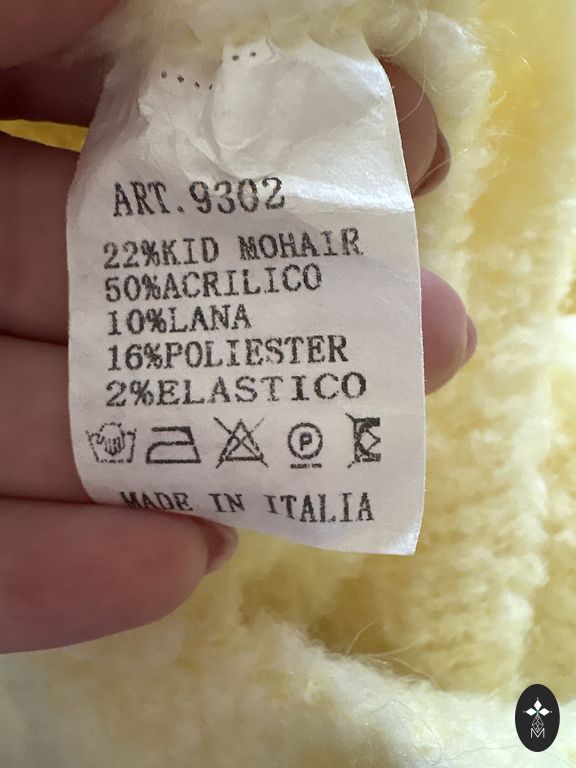 ART.9302
22%KID MOHAIR
50%ACRILICO
10%LANA
16%POLIESTER
2%ELASTICO
P
MADE IN ITALIA
M